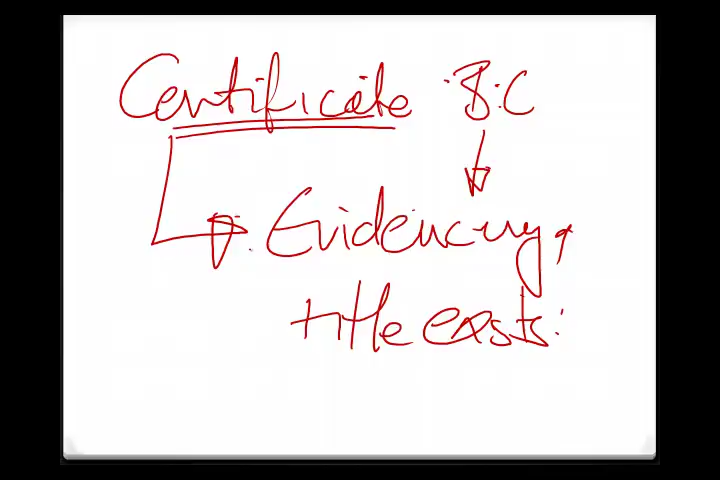 Certificate B.C
Evidencing,
title exists.